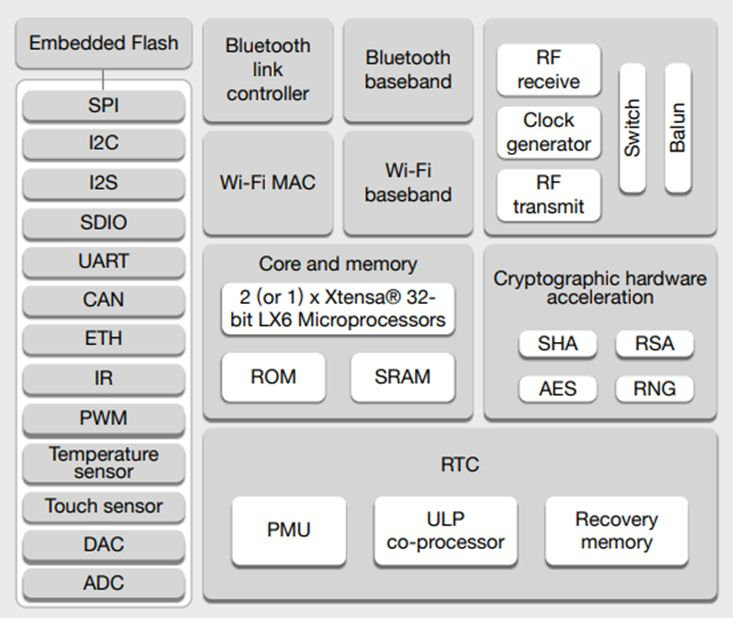 Embedded Flash
SPI
I2C
I2S
SDIO
UART
CAN
ETH
IR
PWM
Temperature
sensor
Touch sensor
DAC
ADC
Bluetooth
link
controller
Bluetooth
baseband
Wi-Fi MAC
Wi-Fi
baseband
RF
receive
Clock
generator
RF
transmit
Switch
Balun
Core and memory
2 (or 1) x Xtensa® 32-
bit LX6 Microprocessors
ROM
SRAM
Cryptographic hardware
acceleration
SHA
RSA
AES
RNG
RTC
PMU
ULP
co-processor
Recovery
memory